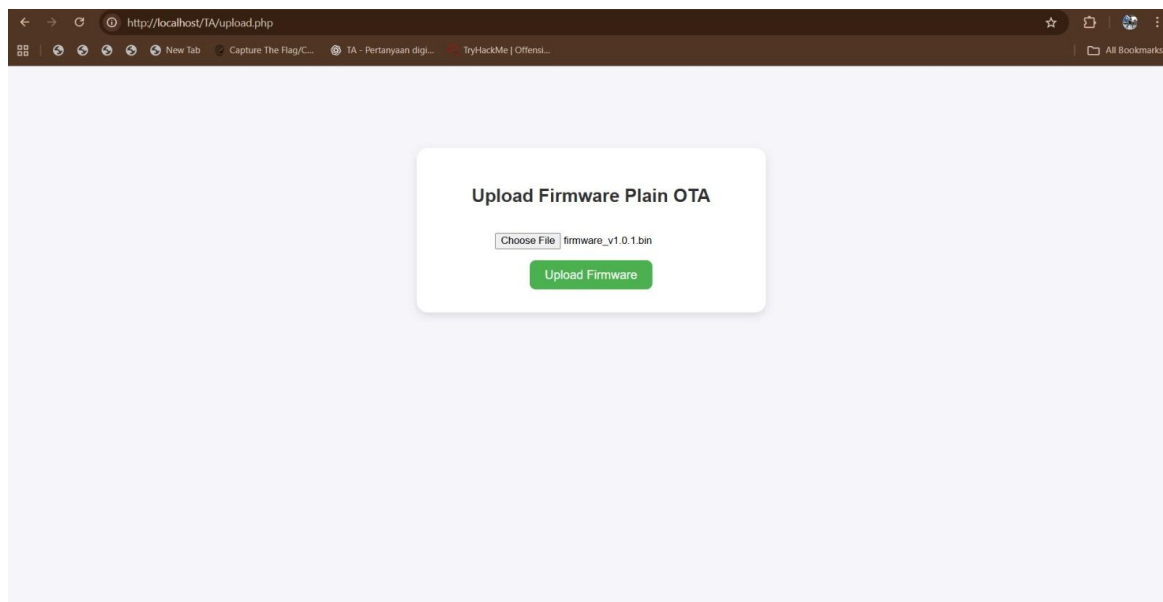 http://localhost/TA/upload.php
New Tab Capture The Flag/C... TA - Pertanyaan digi... TryHackMe | Offensi... All Bookmarks
Upload Firmware Plain OTA
Choose File firmware_v1.0.1.bin
Upload Firmware